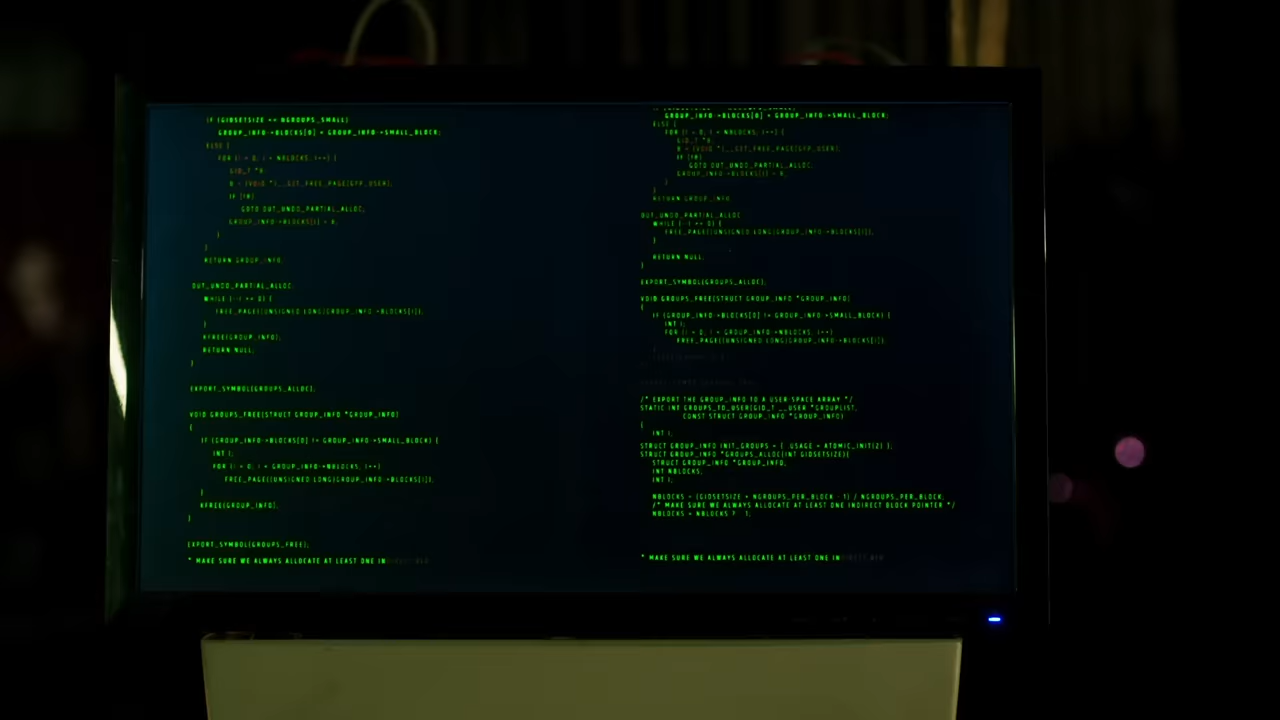 IF (GIDSETSIZE <= NGROUPS_SMALL)
GROUP_INFO->BLOCKS[0] = GROUP_INFO->SMALL_BLOCK;
ELSE {
FOR (I = 0; I < NBLOCKS; I++) {
GID_T *B;
B = (VOID *)__GET_FREE_PAGE(GFP_USER);
IF (!B)
GOTO OUT_UNDO_PARTIAL_ALLOC;
GROUP_INFO->BLOCKS[I] = B;
}
}
RETURN GROUP_INFO;
OUT_UNDO_PARTIAL_ALLOC:
WHILE (--I >= 0) {
FREE_PAGE((UNSIGNED LONG)GROUP_INFO->BLOCKS[I]);
}
KFREE(GROUP_INFO);
RETURN NULL;
}
EXPORT_SYMBOL(GROUPS_ALLOC);
VOID GROUPS_FREE(STRUCT GROUP_INFO *GROUP_INFO)
{
IF (GROUP_INFO->BLOCKS[0] != GROUP_INFO->SMALL_BLOCK) {
INT I;
FOR (I = 0; I < GROUP_INFO->NBLOCKS; I++)
FREE_PAGE((UNSIGNED LONG)GROUP_INFO->BLOCKS[I]);
}
KFREE(GROUP_INFO);
}
EXPORT_SYMBOL(GROUPS_FREE);
* MAKE SURE WE ALWAYS ALLOCATE AT LEAST ONE IN
GROUP_INFO->BLOCKS[0] = GROUP_INFO->SMALL_BLOCK;
ELSE {
FOR (I = 0; I < NBLOCKS; I++) {
GID_T *B;
B = (VOID *)__GET_FREE_PAGE(GFP_USER);
IF (!B)
GOTO OUT_UNDO_PARTIAL_ALLOC;
GROUP_INFO->BLOCKS[I] = B;
}
}
RETURN GROUP_INFO;
OUT_UNDO_PARTIAL_ALLOC:
WHILE (--I >= 0) {
FREE_PAGE((UNSIGNED LONG)GROUP_INFO->BLOCKS[I]);
}
RETURN NULL;
}
EXPORT_SYMBOL(GROUPS_ALLOC);
VOID GROUPS_FREE(STRUCT GROUP_INFO *GROUP_INFO)
{
IF (GROUP_INFO->BLOCKS[0] != GROUP_INFO->SMALL_BLOCK) {
INT I;
FOR (I = 0; I < GROUP_INFO->NBLOCKS; I++)
FREE_PAGE((UNSIGNED LONG)GROUP_INFO->BLOCKS[I]);
/* EXPORT THE GROUP_INFO TO A USER-SPACE ARRAY */
STATIC INT GROUPS_TO_USER(GID_T __USER *GROUPLIST,
CONST STRUCT GROUP_INFO *GROUP_INFO)
{
INT I;
STRUCT GROUP_INFO INIT_GROUPS = { .USAGE = ATOMIC_INIT(2) };
STRUCT GROUP_INFO *GROUPS_ALLOC(INT GIDSETSIZE){
STRUCT GROUP_INFO *GROUP_INFO;
INT NBLOCKS;
INT I;
NBLOCKS = (GIDSETSIZE + NGROUPS_PER_BLOCK - 1) / NGROUPS_PER_BLOCK;
/* MAKE SURE WE ALWAYS ALLOCATE AT LEAST ONE INDIRECT BLOCK POINTER */
NBLOCKS = NBLOCKS ? : 1;
* MAKE SURE WE ALWAYS ALLOCATE AT LEAST ONE IN